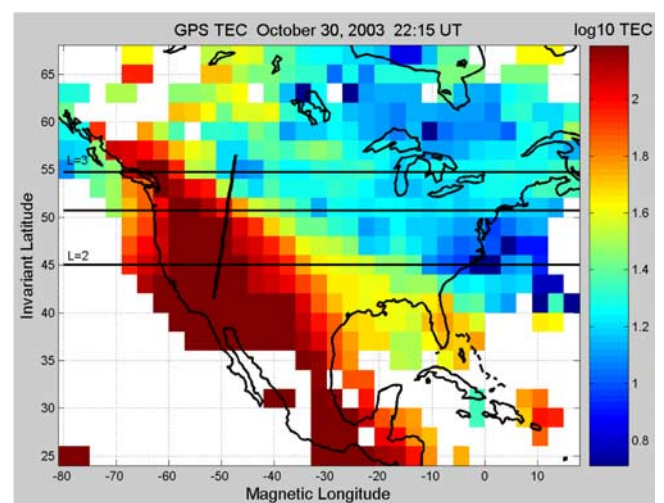 GPS TEC October 30, 2003 22:15 UT
log10 TEC
65
60
55
50
45
40
35
30
25
L=3
L=2
Invariant Latitude
-80 -70 -60 -50 -40 -30 -20 -10 0 10
Magnetic Longitude
2
1.8
1.6
1.4
1.2
1
0.8